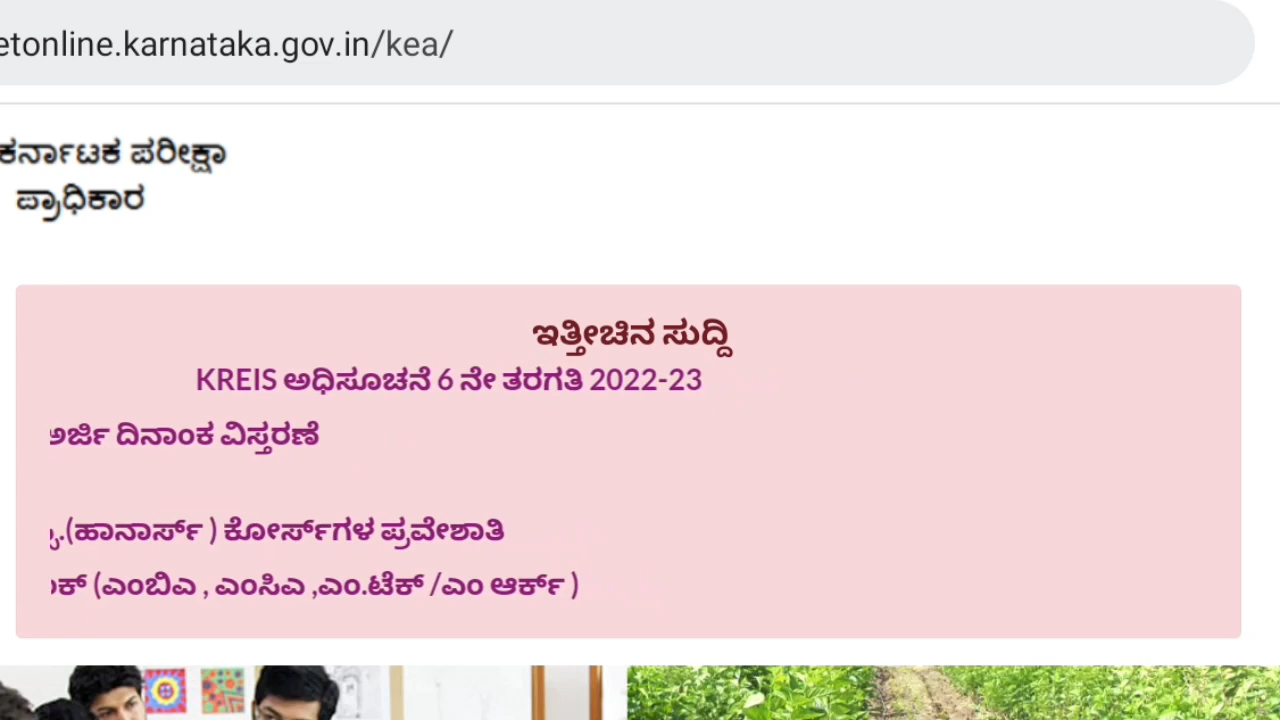 etonline.karnataka.gov.in/kea/
ಕರ್ನಾಟಕ ಪರೀಕ್ಷಾ
ಪ್ರಾಧಿಕಾರ
ಇತ್ತೀಚಿನ ಸುದ್ದಿ
KREIS ಅಧಿಸೂಚನೆ 6 ನೇ ತರಗತಿ 2022-23
ಅರ್ಜಿ ದಿನಾಂಕ ವಿಸ್ತರಣೆ
.(ಹಾನಾರ್ಸ್ ) ಕೋರ್ಸ್‌ಗಳ ಪ್ರವೇಶಾತಿ
(ಎಂಬಿಎ , ಎಂಸಿಎ ,ಎಂ.ಟೆಕ್ /ಎಂ ಆರ್ಕ್ )